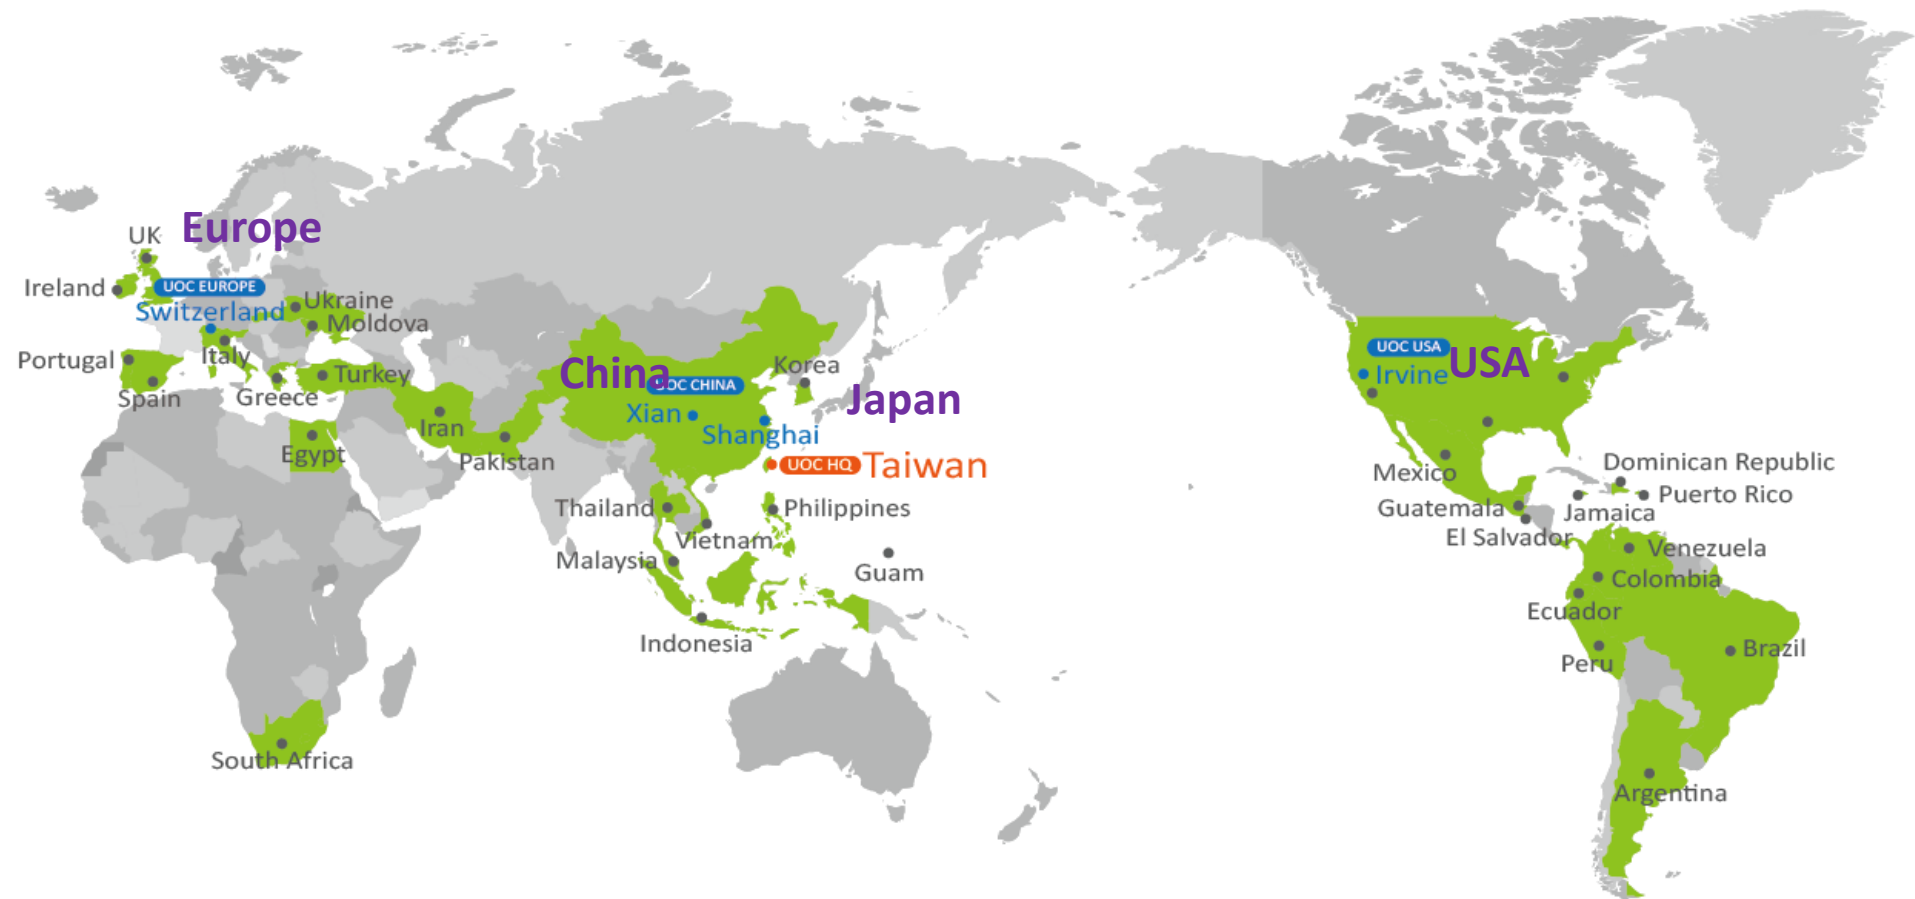 Europe
UK
Ireland
UOC EUROPE
Switzerland
Ukraine
Moldova
Portugal
Italy
Turkey
Spain
Greece
Egypt
Iran
Pakistan
South Africa
China
UOC CHINA
Korea
Japan
Xian
Shanghai
UOC HQ
Taiwan
Thailand
Philippines
Vietnam
Malaysia
Guam
Indonesia
UOC USA
USA
Irvine
Mexico
Dominican Republic
Puerto Rico
Guatemala
Jamaica
El Salvador
Venezuela
Colombia
Ecuador
Peru
Brazil
Argentina